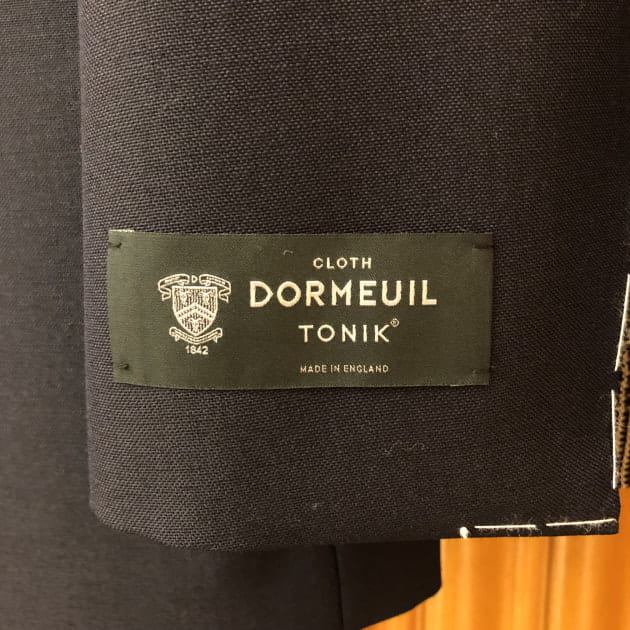 D
1842
CLOTH
DORMEUIL
TONIK®
MADE IN ENGLAND